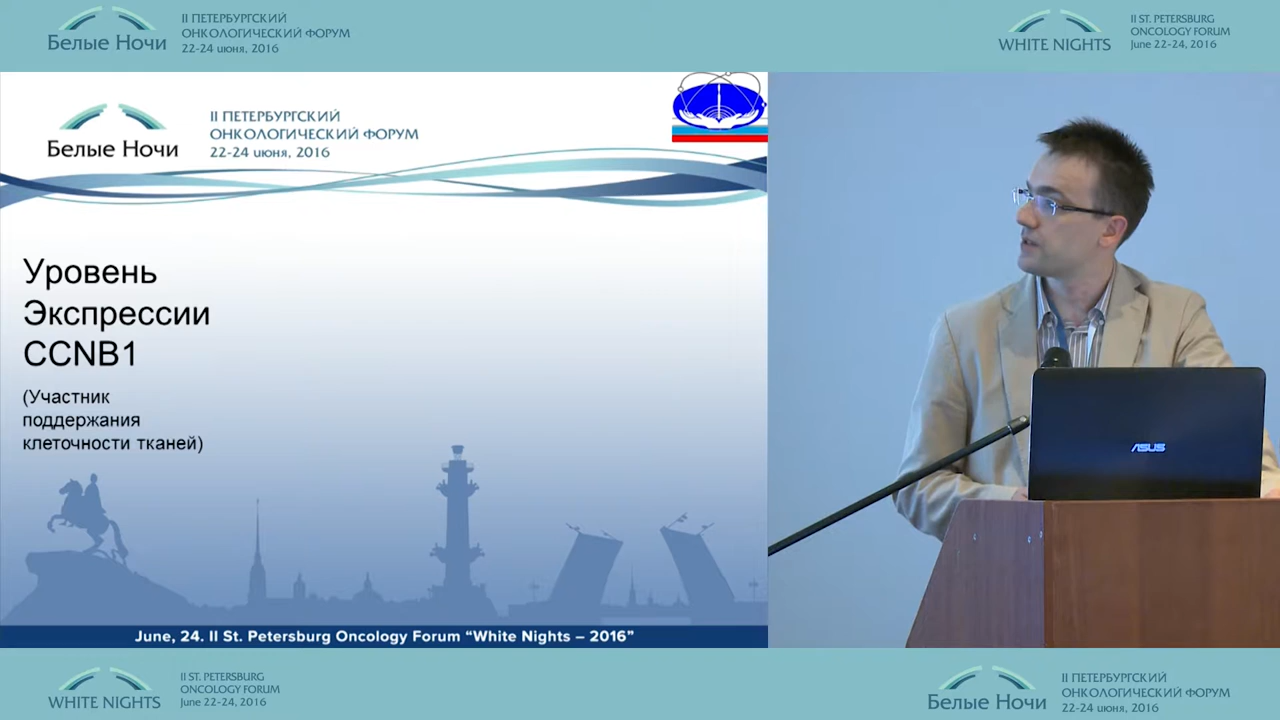 II ПЕТЕРБУРГСКИЙ
ОНКОЛОГИЧЕСКИЙ ФОРУМ
Белые Ночи
22-24 июня, 2016
WHITE NIGHTS
II ST. PETERSBURG
ONCOLOGY FORUM
June 22-24, 2016
Белые Ночи
II ПЕТЕРБУРГСКИЙ
ОНКОЛОГИЧЕСКИЙ ФОРУМ
22-24 июня, 2016
Уровень
Экспрессии
CCNB1
(Участник
поддержания
клеточности тканей)
June, 24. II St. Petersburg Oncology Forum “White Nights – 2016”
ASUS
WHITE NIGHTS
II ST. PETERSBURG
ONCOLOGY FORUM
June 22-24, 2016
Белые Ночи
II ПЕТЕРБУРГСКИЙ
ОНКОЛОГИЧЕСКИЙ ФОРУМ
22-24 июня, 2016